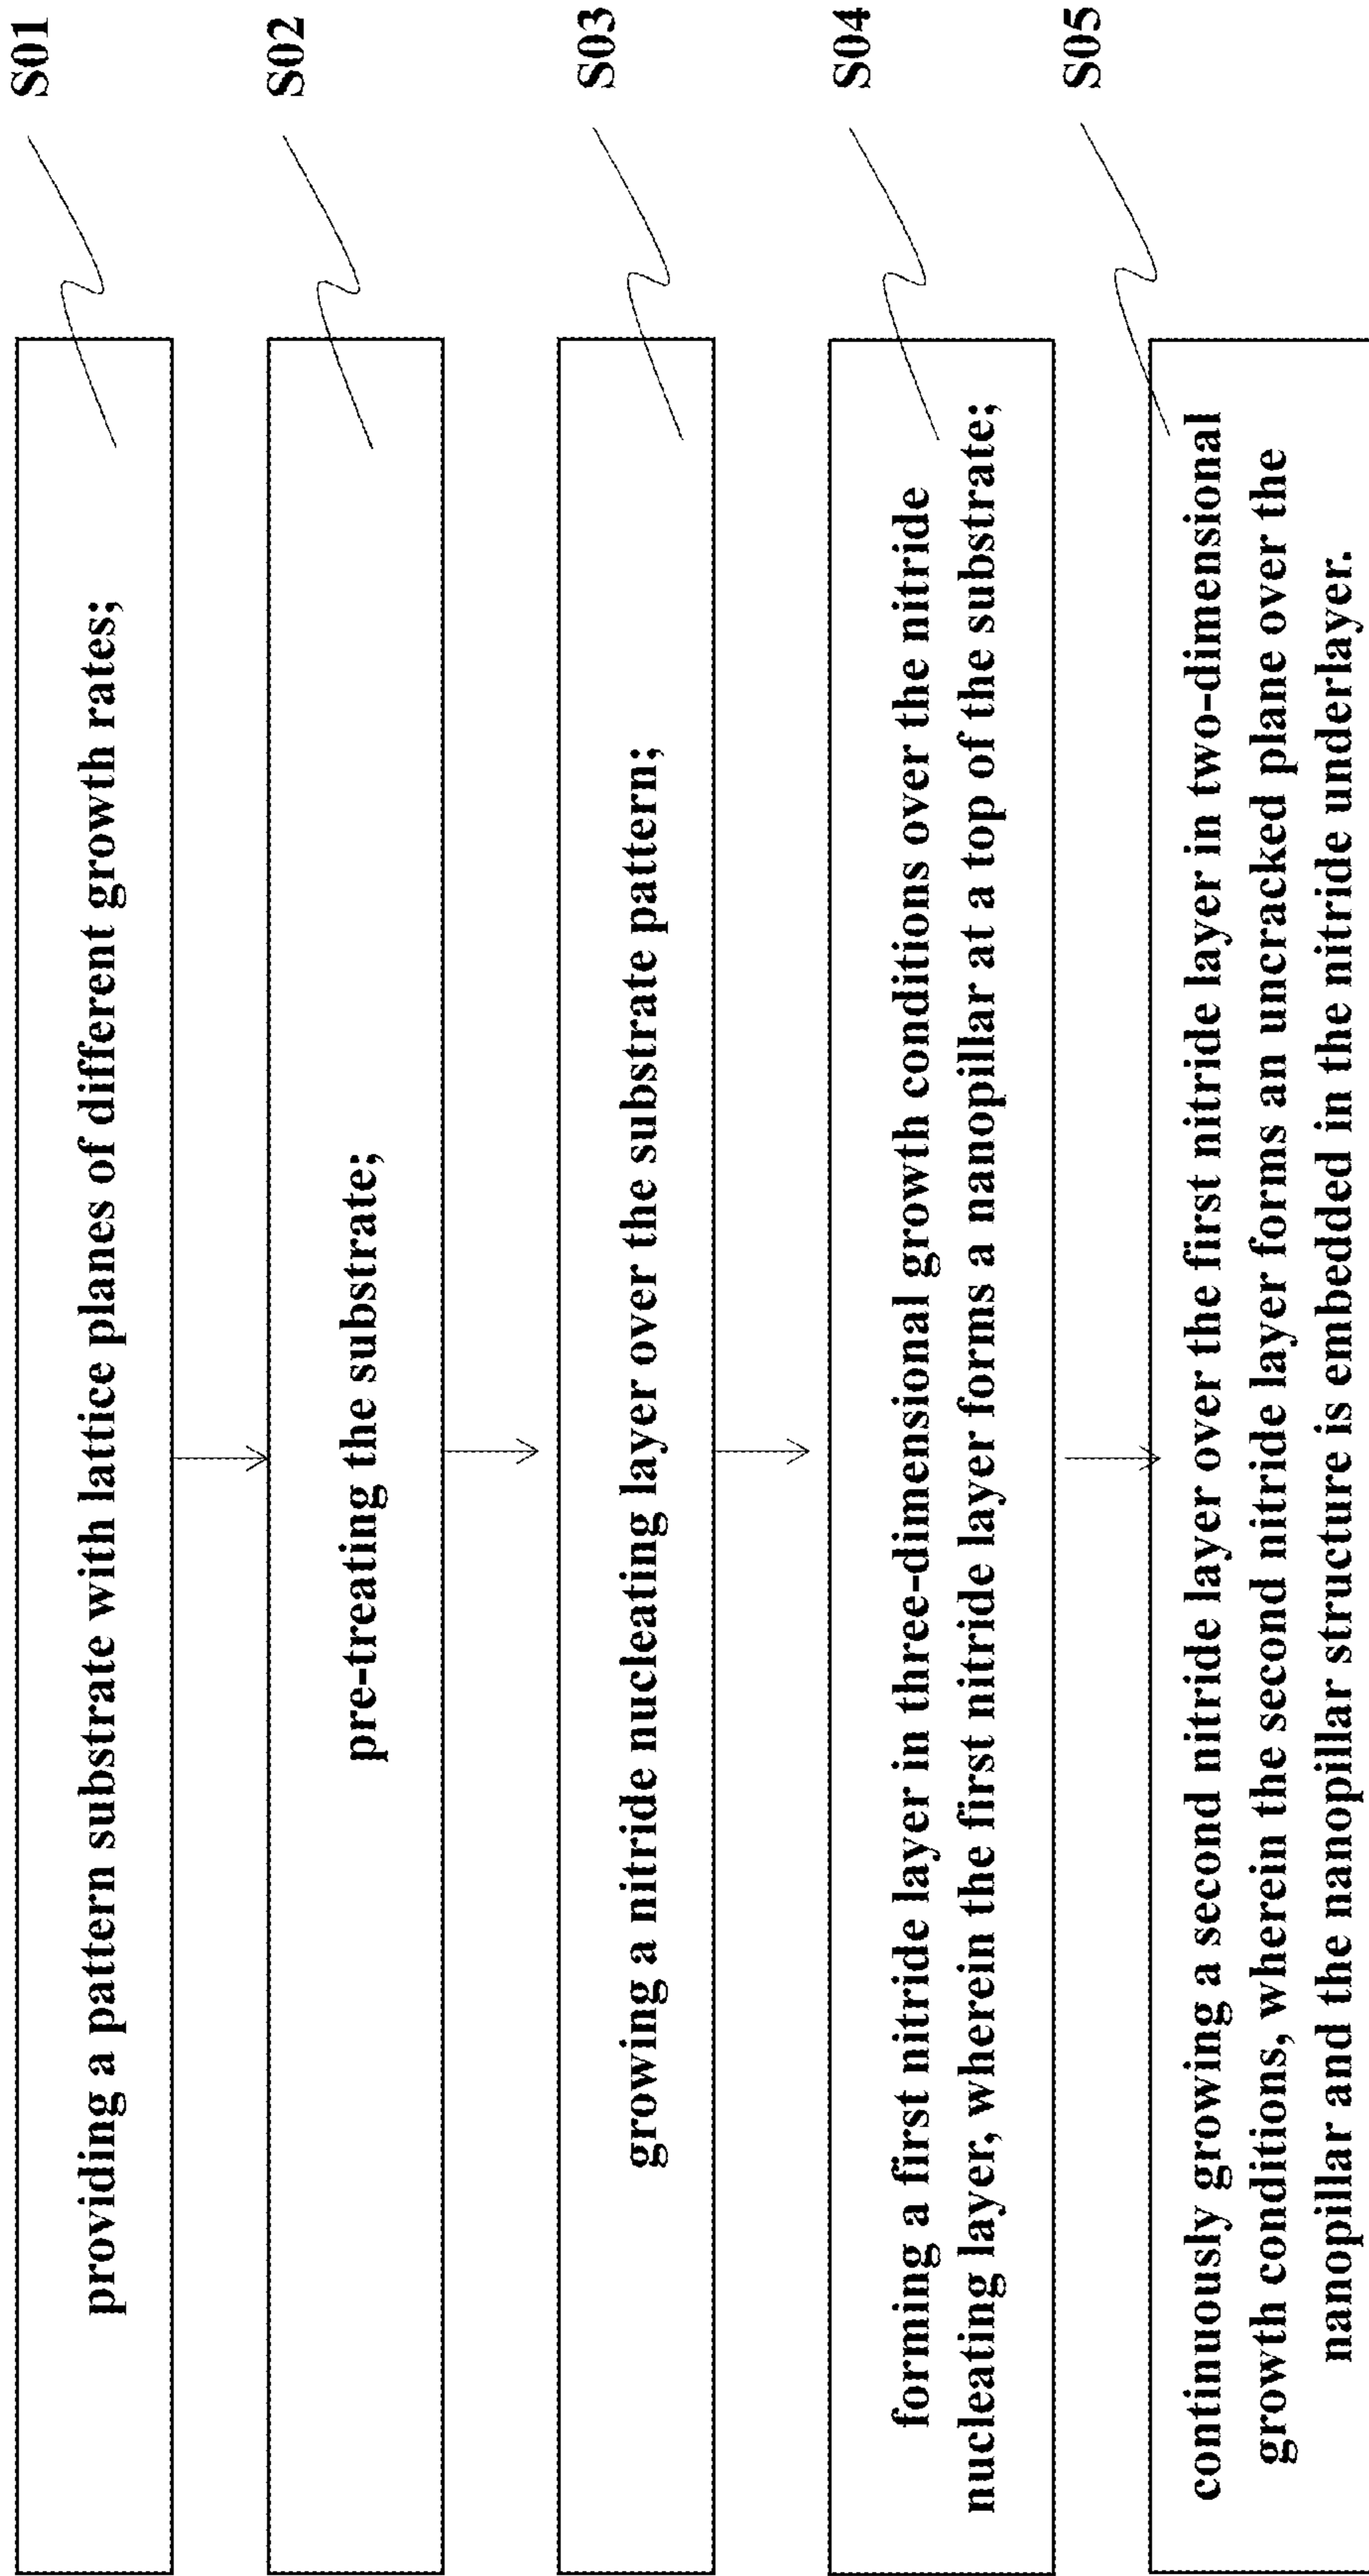 providing a pattern substrate with lattice planes of different growth rates;
S01
pre-treating the substrate;
S02
growing a nitride nucleating layer over the substrate pattern;
S03
forming a first nitride layer in three-dimensional growth conditions over the nitride
nucleating layer, wherein the first nitride layer forms a nanopillar at a top of the substrate;
S04
continuously growing a second nitride layer over the first nitride layer in two-dimensional
growth conditions, wherein the second nitride layer forms an uncracked plane over the
nanopillar and the nanopillar structure is embedded in the nitride underlayer.
S05